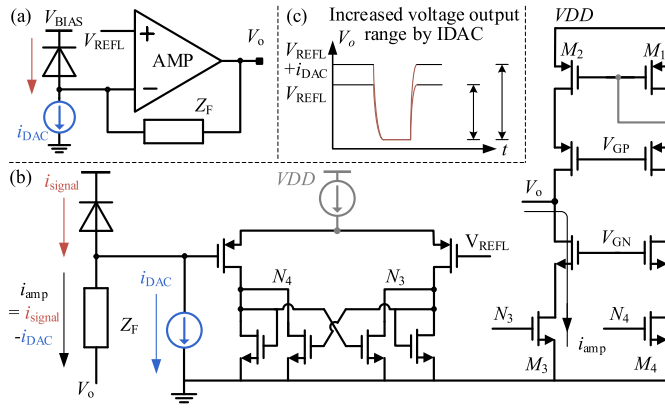 (a)
V_BIAS
V_REFL
+
AMP
−
V_o
i_DAC
Z_F
(c)
Increased voltage output
range by IDAC
V_REFL V_o
+i_DAC
V_REFL
t
VDD
M_2
M_1
V_GP
V_o
V_GN
N_3
N_4
i_amp
M_3
M_4
(b)
i_signal
VDD
V_REFL
i_amp
= i_signal
-i_DAC
Z_F
i_DAC
N_4
N_3
V_o